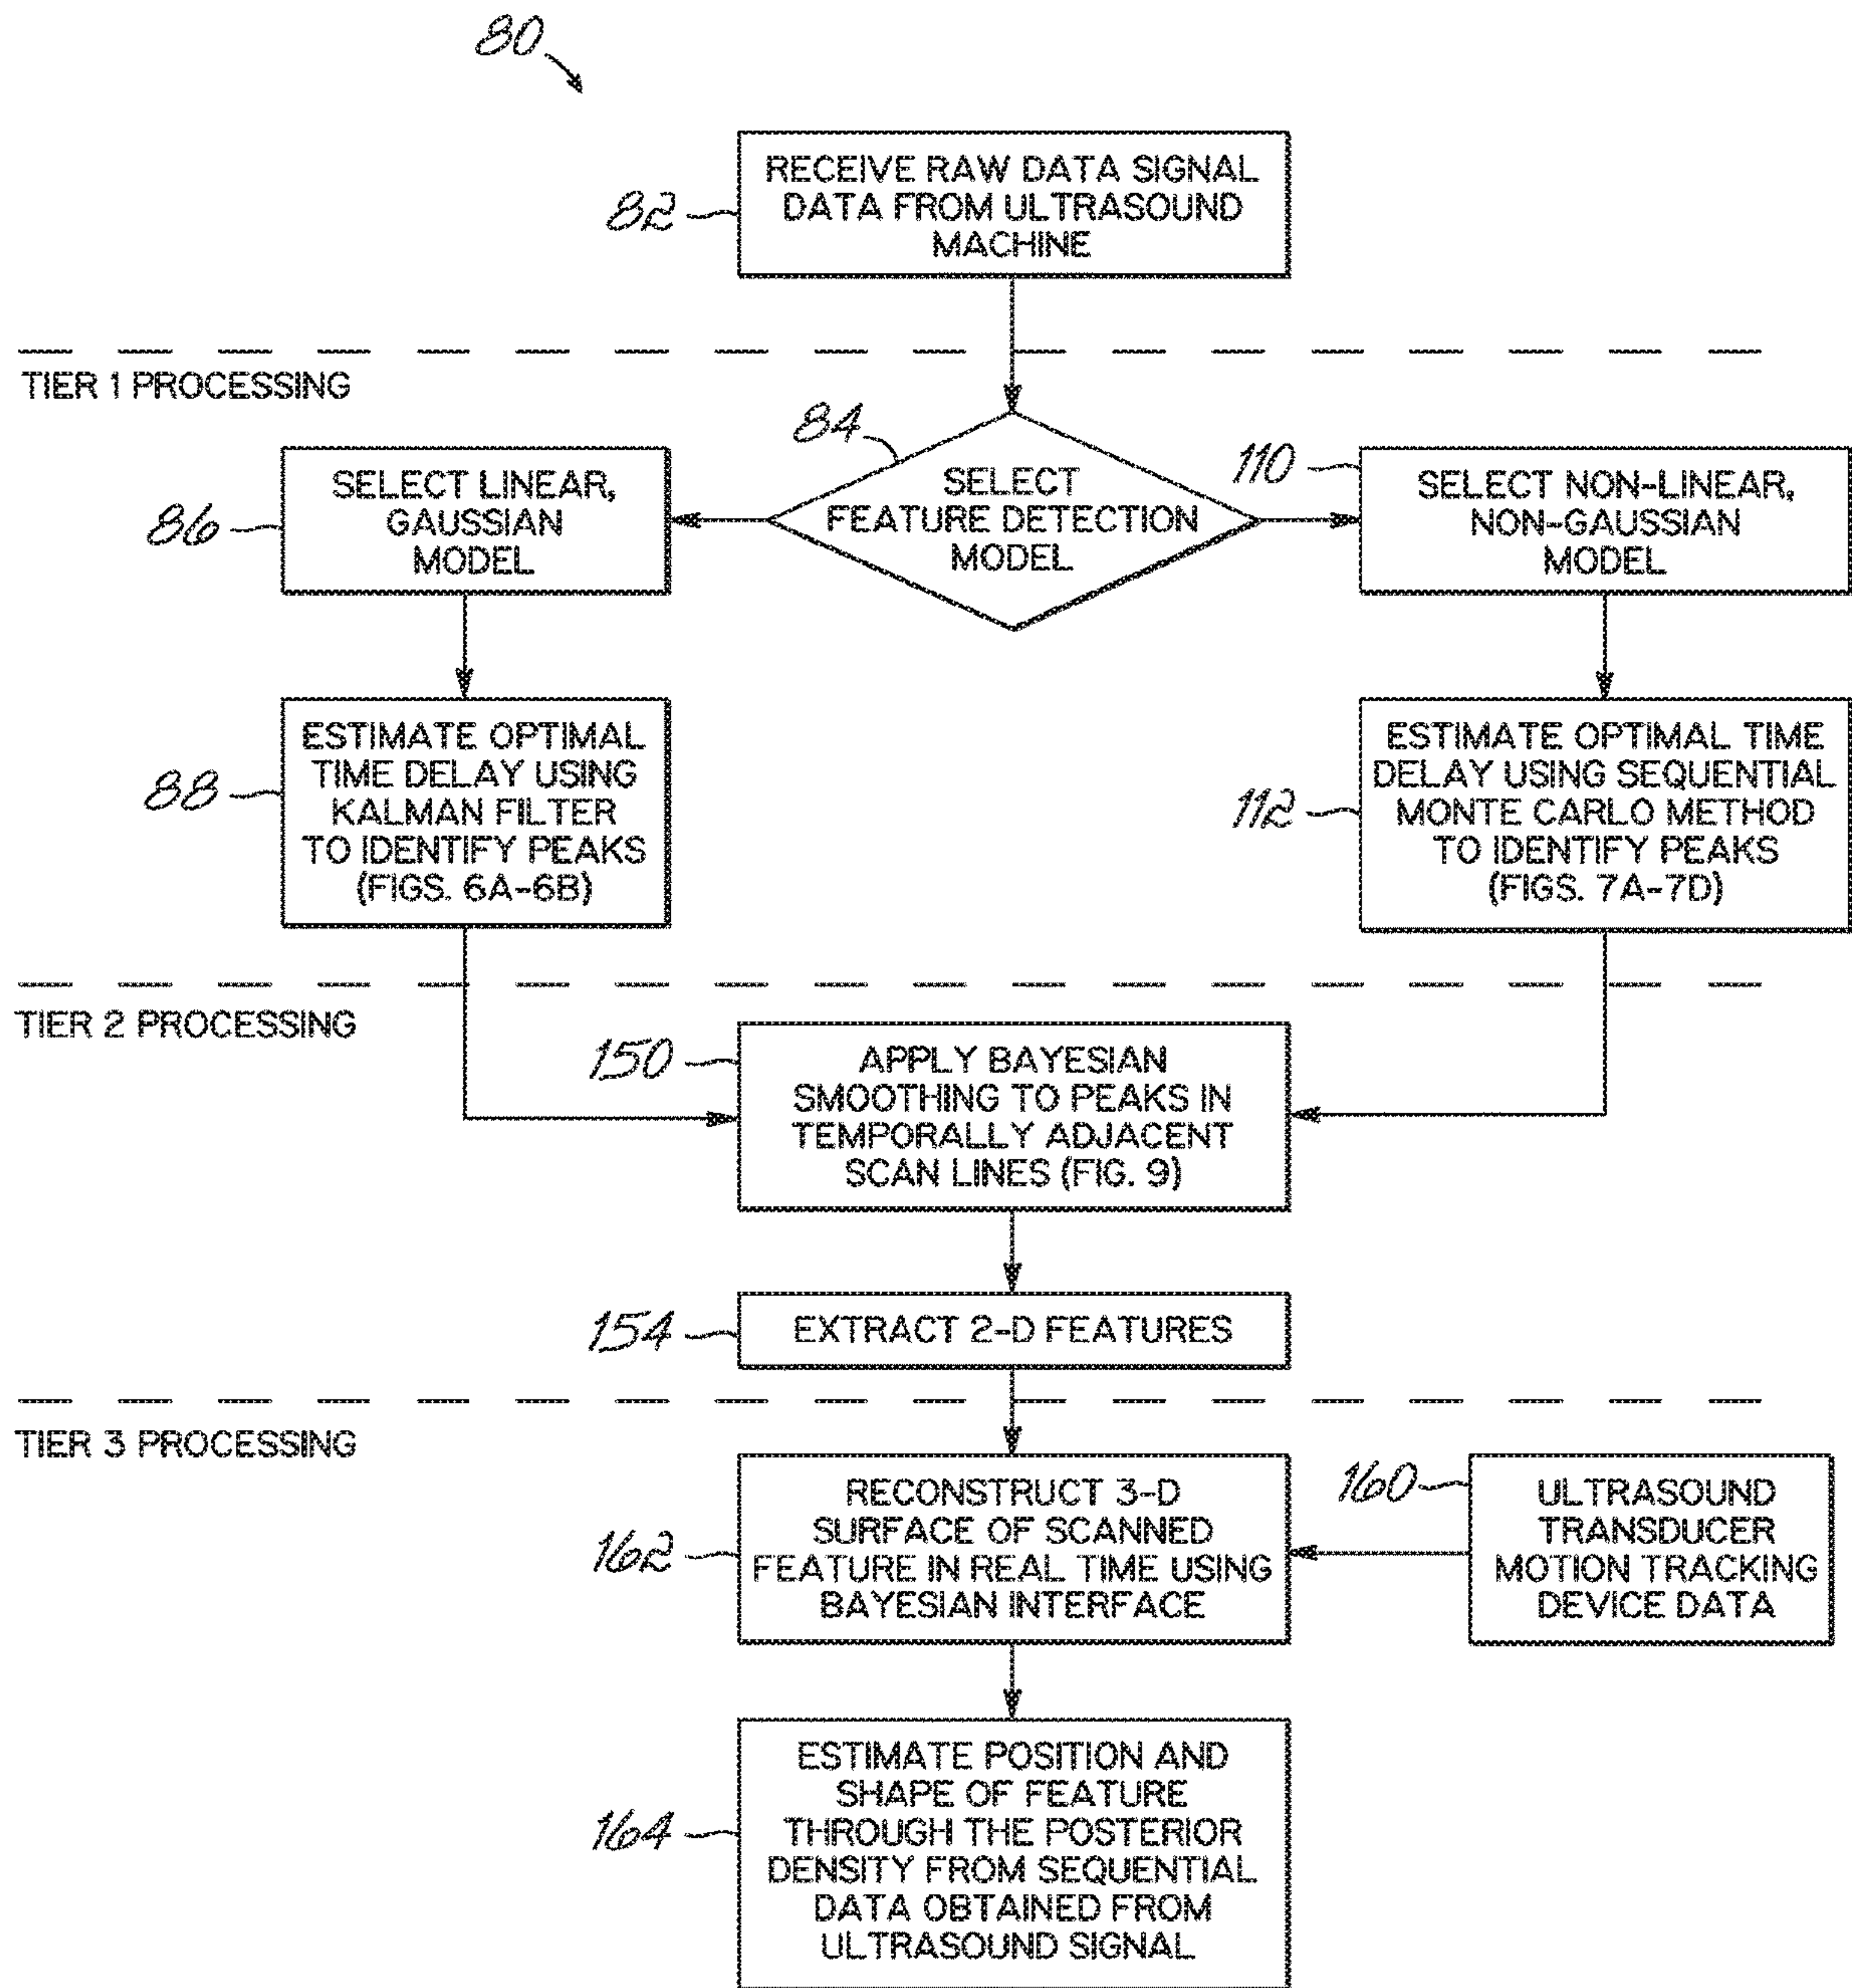 80
RECEIVE RAW DATA SIGNAL
DATA FROM ULTRASOUND
MACHINE
82
TIER 1 PROCESSING
84
SELECT
FEATURE DETECTION
MODEL
86
SELECT LINEAR,
GAUSSIAN
MODEL
110
SELECT NON-LINEAR,
NON-GAUSSIAN
MODEL
88
ESTIMATE OPTIMAL
TIME DELAY USING
KALMAN FILTER
TO IDENTIFY PEAKS
(FIGS. 6A-6B)
112
ESTIMATE OPTIMAL TIME
DELAY USING SEQUENTIAL
MONTE CARLO METHOD
TO IDENTIFY PEAKS
(FIGS. 7A-7D)
TIER 2 PROCESSING
150
APPLY BAYESIAN
SMOOTHING TO PEAKS IN
TEMPORALLY ADJACENT
SCAN LINES (FIG. 9)
154
EXTRACT 2-D FEATURES
TIER 3 PROCESSING
162
RECONSTRUCT 3-D
SURFACE OF SCANNED
FEATURE IN REAL TIME USING
BAYESIAN INTERFACE
160
ULTRASOUND
TRANSDUCER
MOTION TRACKING
DEVICE DATA
164
ESTIMATE POSITION AND
SHAPE OF FEATURE
THROUGH THE POSTERIOR
DENSITY FROM SEQUENTIAL
DATA OBTAINED FROM
ULTRASOUND SIGNAL